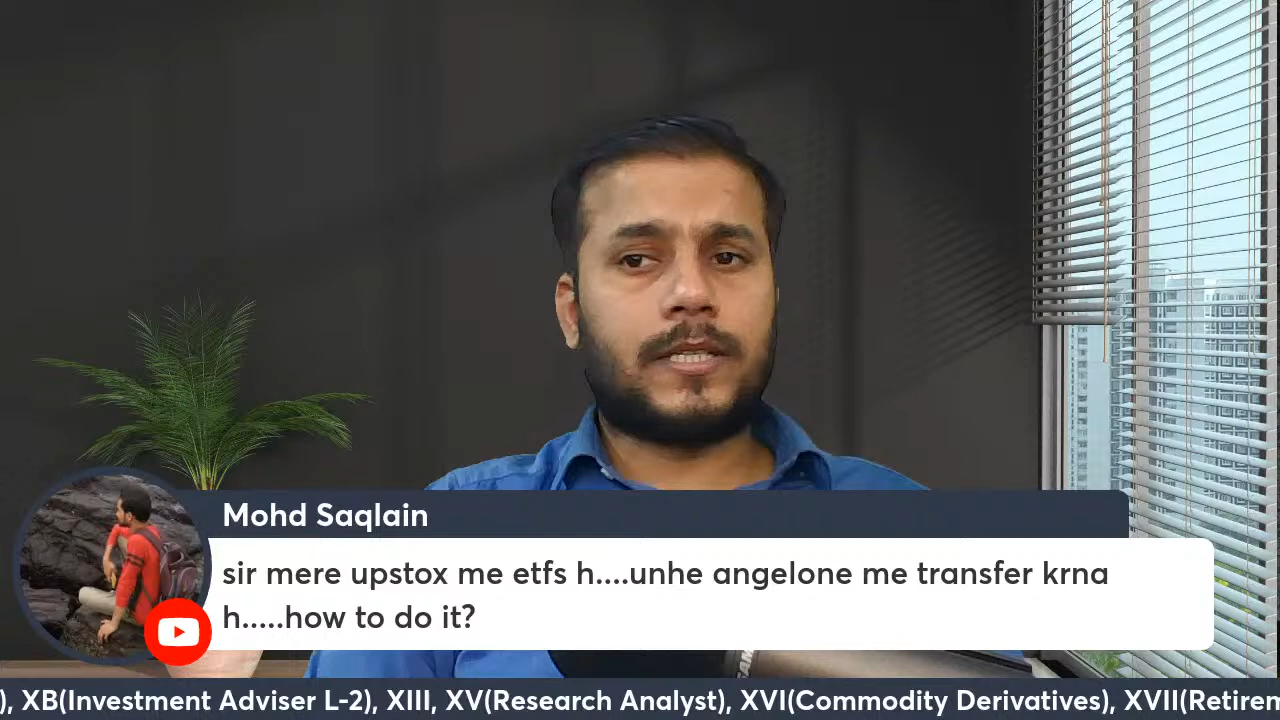 Mohd Saqlain
sir mere upstox me etfs h....unhe angelone me transfer krna
h.....how to do it?
), XB(Investment Adviser L-2), XIII, XV(Research Analyst), XVI(Commodity Derivatives), XVII(Retiren